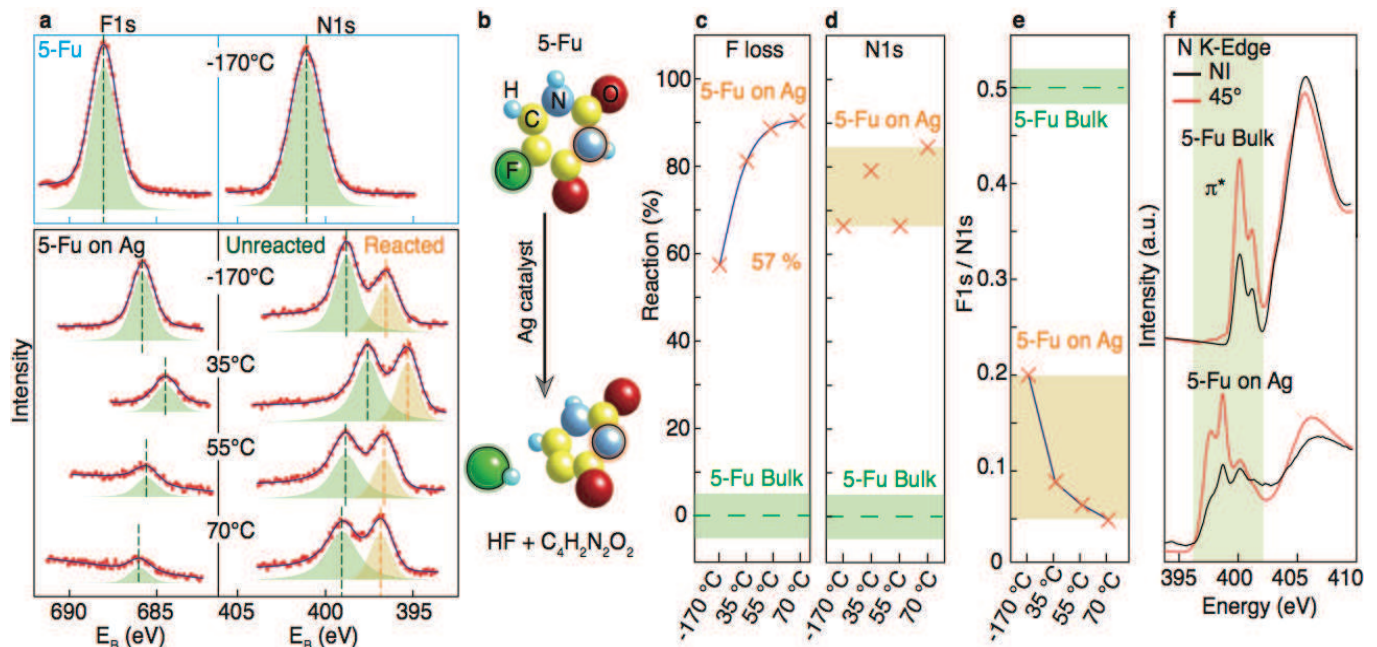 a
F1s
N1s
5-Fu
-170°C
5-Fu on Ag
Unreacted
Reacted
-170°C
35°C
55°C
70°C
Intensity
690
685
405
400
395
E_B (eV)
E_B (eV)
b
5-Fu
H
N
O
C
F
Ag catalyst
HF + C₄H₂N₂O₂
c
F loss
5-Fu on Ag
57 %
5-Fu Bulk
Reaction (%)
100
80
60
40
20
0
-170 °C
35 °C
55 °C
70 °C
d
N1s
5-Fu on Ag
5-Fu Bulk
-170 °C
35 °C
55 °C
70 °C
e
5-Fu Bulk
5-Fu on Ag
F1s / N1s
0.5
0.4
0.3
0.2
0.1
0
-170 °C
35 °C
55 °C
70 °C
f
N K-Edge
NI
45°
5-Fu Bulk
π*
5-Fu on Ag
Intensity (a.u.)
395
400
405
410
Energy (eV)